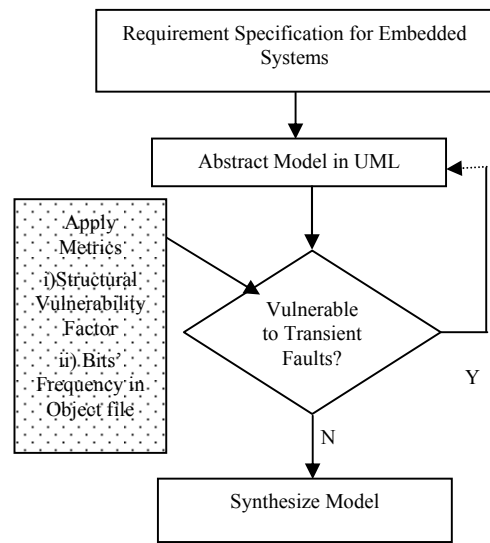 Requirement Specification for Embedded
Systems
Abstract Model in UML
Apply
Metrics
i)Structural
Vulnerability
Factor
ii).Bits'
Frequency in
Object file
Vulnerable
to Transient
Faults?
Y
N
Synthesize Model